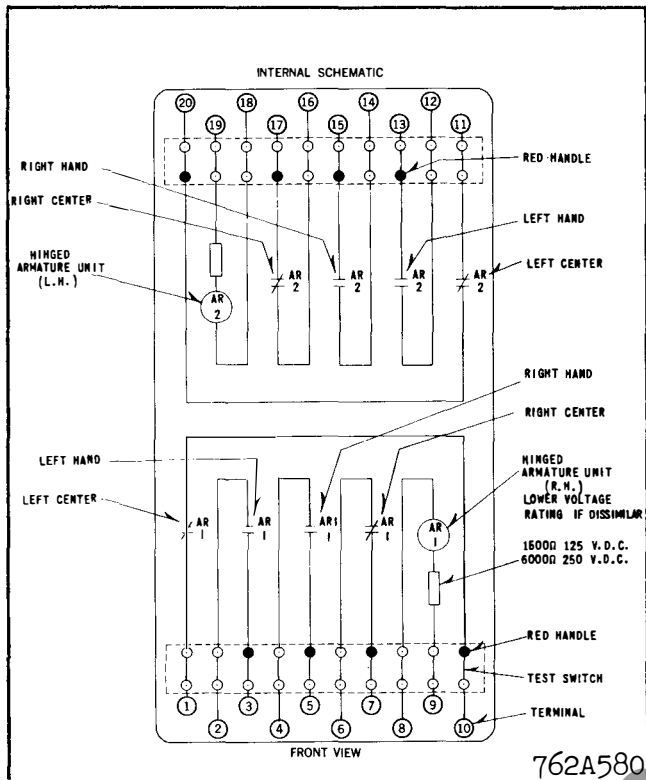 INTERNAL SCHEMATIC
20
18
16
14
12
19
17
15
13
11
RED HANDLE
RIGHT HAND
RIGHT CENTER
LEFT HAND
HINGED
ARMATURE UNIT
(L.H.)
LEFT CENTER
AR
2
AR
2
AR
2
AR
2
AR
2
RIGHT HAND
RIGHT CENTER
LEFT HAND
LEFT CENTER
HINGED
ARMATURE UNIT
(R.H.)
LOWER VOLTAGE
RATING IF DISSIMILAR
AR
1
AR
1
AR
1
AR
1
AR
1
1500Ω 125 V.D.C.
6000Ω 250 V.D.C.
RED HANDLE
TEST SWITCH
TERMINAL
1
3
5
7
9
2
4
6
8
10
FRONT VIEW
762A580